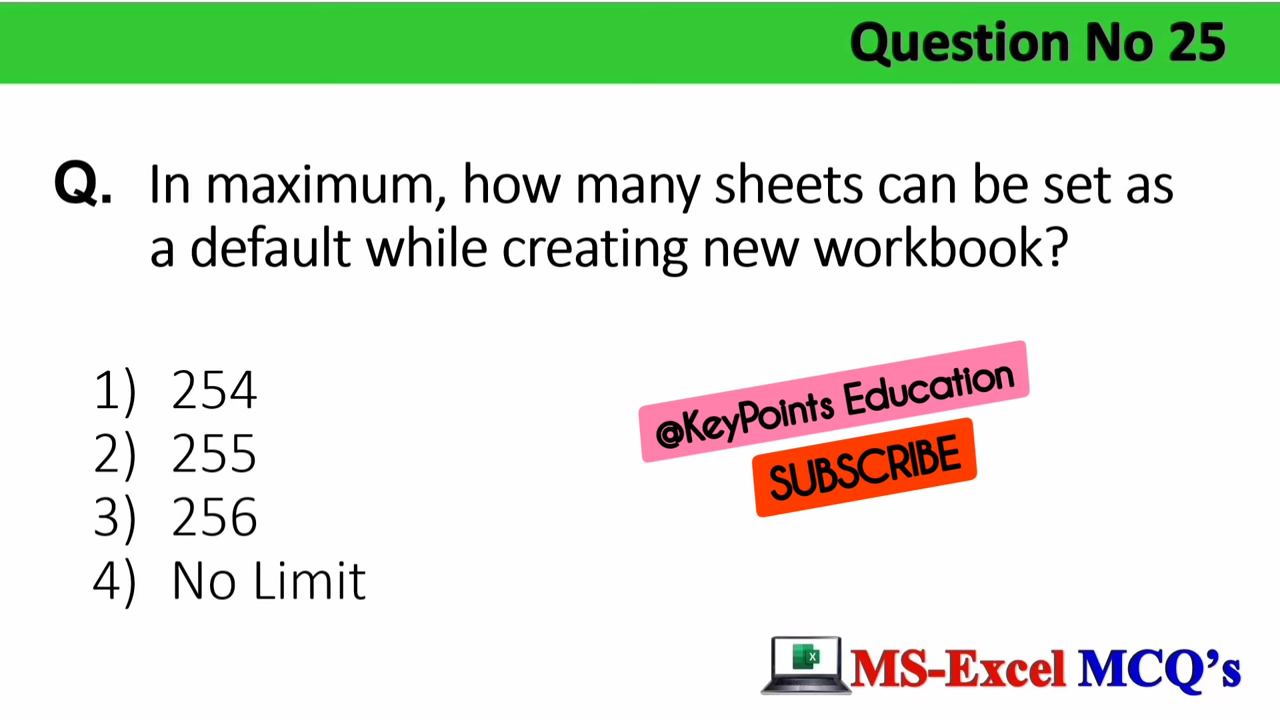 Question No 25
Q. In maximum, how many sheets can be set as
a default while creating new workbook?
1) 254
2) 255
3) 256
4) No Limit
@KeyPoints Education
SUBSCRIBE
X
MS-Excel MCQ's